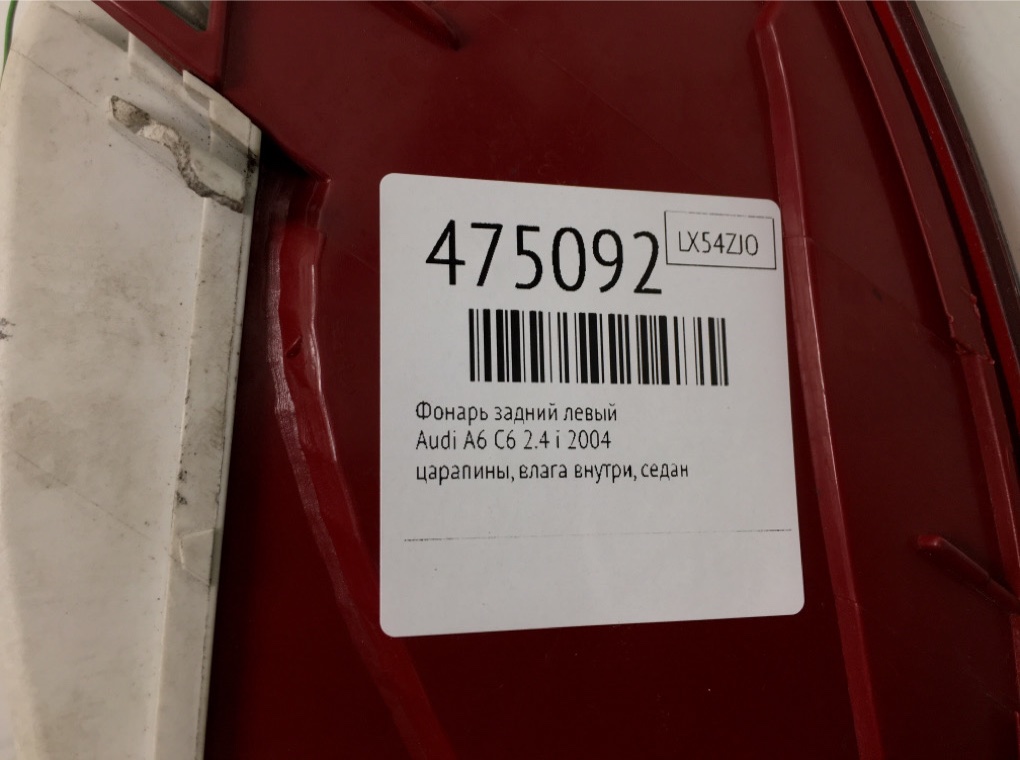 475092
LX54ZJO
Фонарь задний левый
Audi A6 C6 2.4 i 2004
царапины, влага внутри, седан